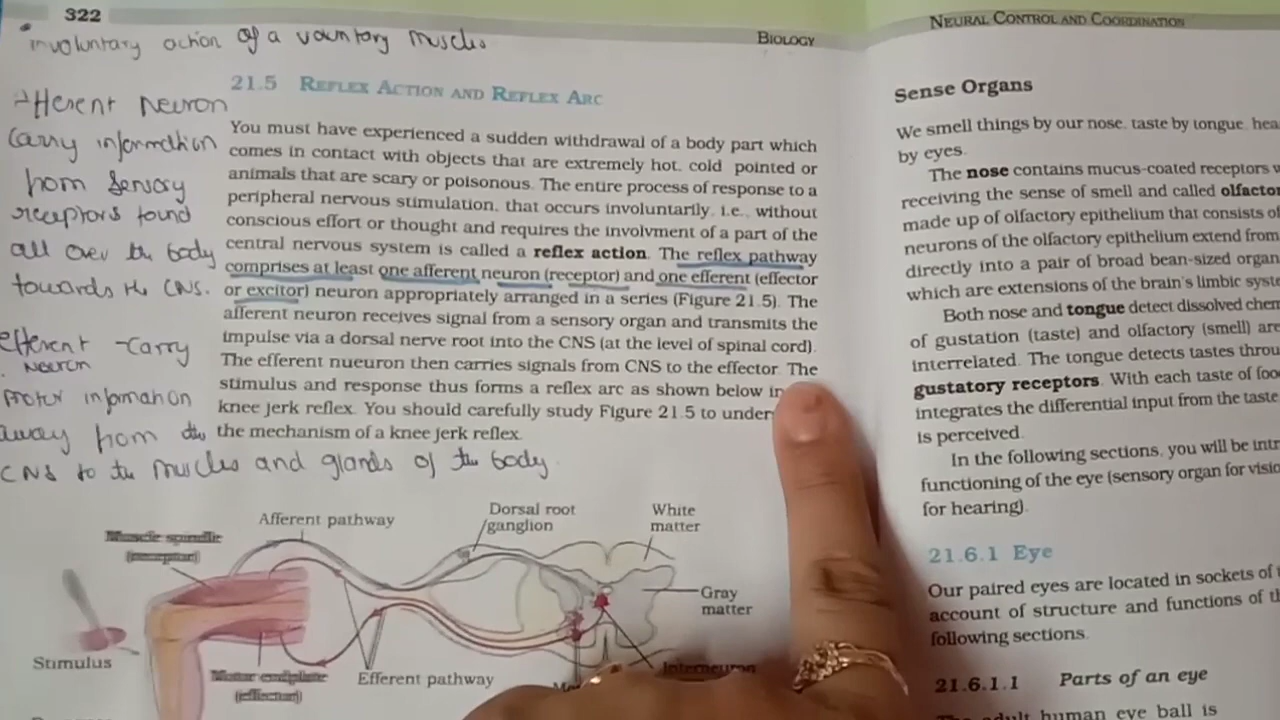 322
involuntary action of a vountary muscles
BIOLOGY
Afferent Neuron
carry information
from sensory
receptors found
all over the body
towards the CNS.
efferent - carry
Neuron
motor information
away from the
CNS to the muscles and glands of the body
21.5 REFLEX ACTION AND REFLEX ARC
You must have experienced a sudden withdrawal of a body part which
comes in contact with objects that are extremely hot, cold pointed or
animals that are scary or poisonous. The entire process of response to a
peripheral nervous stimulation, that occurs involuntarily, i.e., without
conscious effort or thought and requires the involvment of a part of the
central nervous system is called a reflex action. The reflex pathway
comprises at least one afferent neuron (receptor) and one efferent (effector
or excitor) neuron appropriately arranged in a series (Figure 21.5). The
afferent neuron receives signal from a sensory organ and transmits the
impulse via a dorsal nerve root into the CNS (at the level of spinal cord).
The efferent nueuron then carries signals from CNS to the effector. The
stimulus and response thus forms a reflex arc as shown below in
knee jerk reflex. You should carefully study Figure 21.5 to under
the mechanism of a knee jerk reflex.
Afferent pathway
Dorsal root
ganglion
White
matter
Muscle spindle
(receptor)
Gray
matter
Stimulus
Motor endplate
(effector)
Efferent pathway
Interneuron
NEURAL CONTROL AND COORDINATION
Sense Organs
We smell things by our nose, taste by tongue, hea
by eyes.
The nose contains mucus-coated receptors w
receiving the sense of smell and called olfacto
made up of olfactory epithelium that consists of
neurons of the olfactory epithelium extend from
directly into a pair of broad bean-sized organ
which are extensions of the brain's limbic syste
Both nose and tongue detect dissolved chem
of gustation (taste) and olfactory (smell) are
interrelated. The tongue detects tastes throu
gustatory receptors. With each taste of foo
integrates the differential input from the taste
is perceived.
In the following sections, you will be intr
functioning of the eye (sensory organ for visio
for hearing).
21.6.1 Eye
Our paired eyes are located in sockets of t
account of structure and functions of th
following sections.
21.6.1.1 Parts of an eye
adult human eye ball is